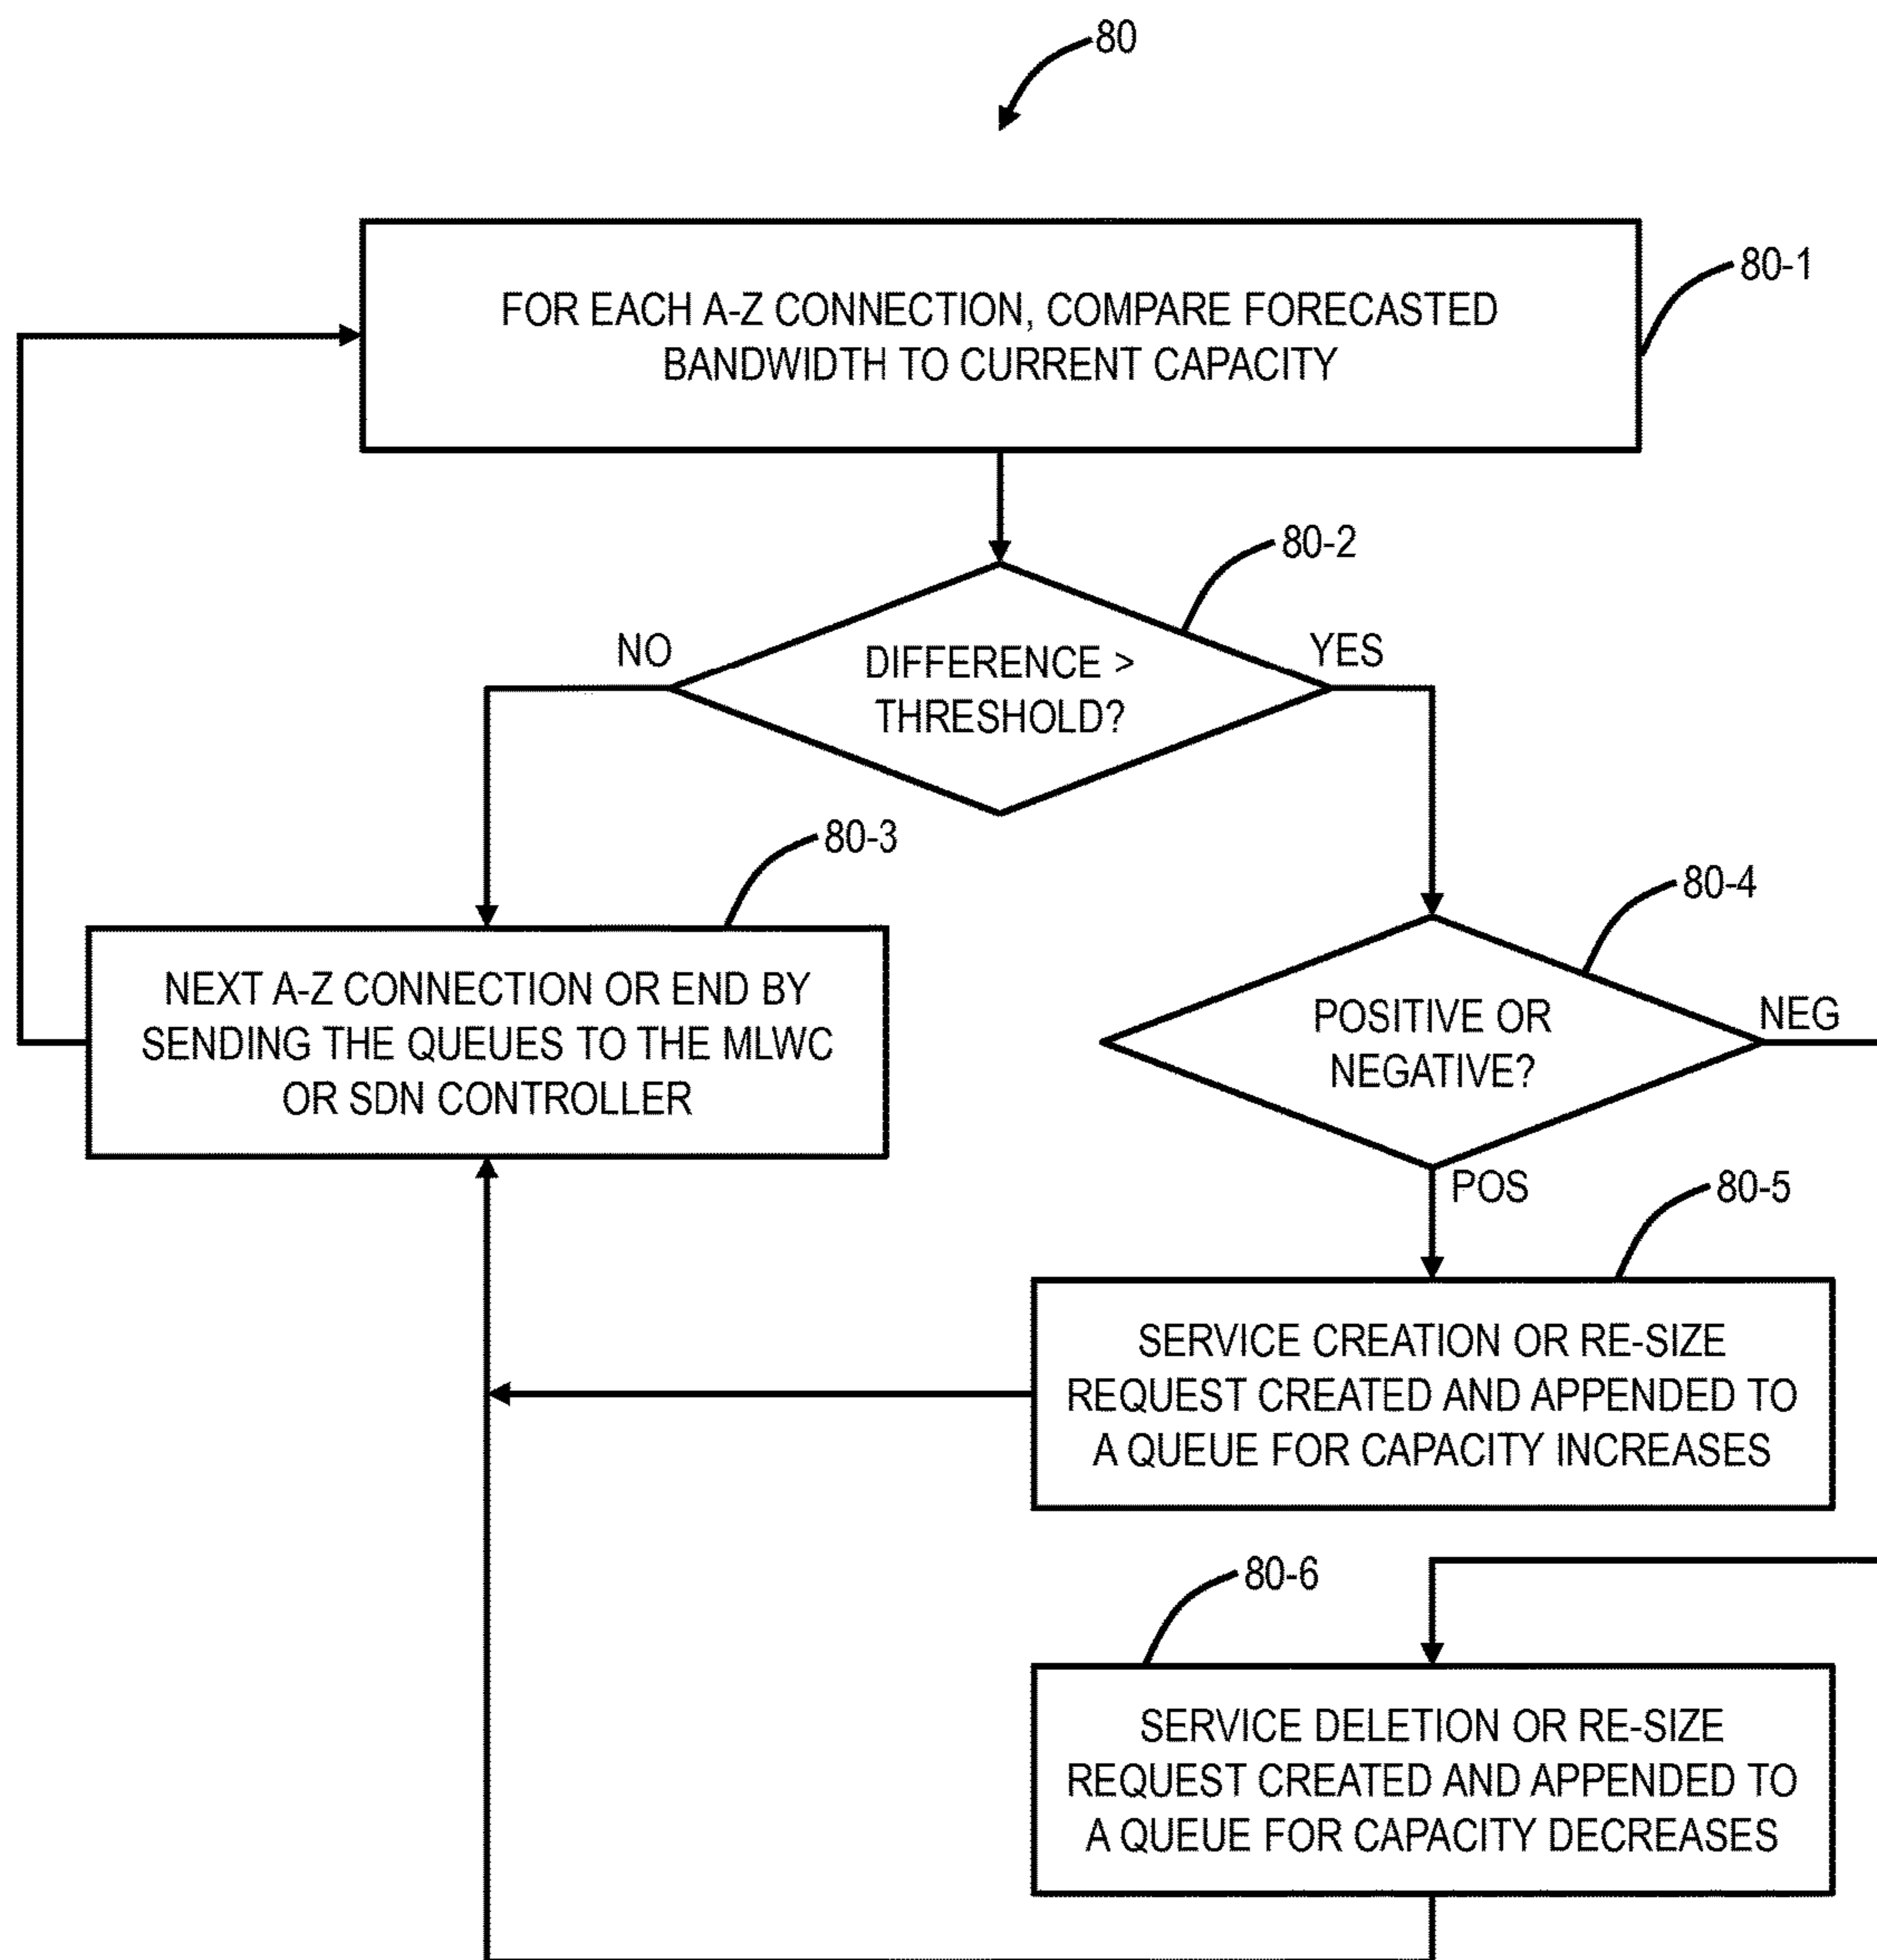 80
80-1
FOR EACH A-Z CONNECTION, COMPARE FORECASTED
BANDWIDTH TO CURRENT CAPACITY
80-2
NO
DIFFERENCE >
THRESHOLD?
YES
80-3
NEXT A-Z CONNECTION OR END BY
SENDING THE QUEUES TO THE MLWC
OR SDN CONTROLLER
80-4
POSITIVE OR
NEGATIVE?
NEG
POS
80-5
SERVICE CREATION OR RE-SIZE
REQUEST CREATED AND APPENDED TO
A QUEUE FOR CAPACITY INCREASES
80-6
SERVICE DELETION OR RE-SIZE
REQUEST CREATED AND APPENDED TO
A QUEUE FOR CAPACITY DECREASES